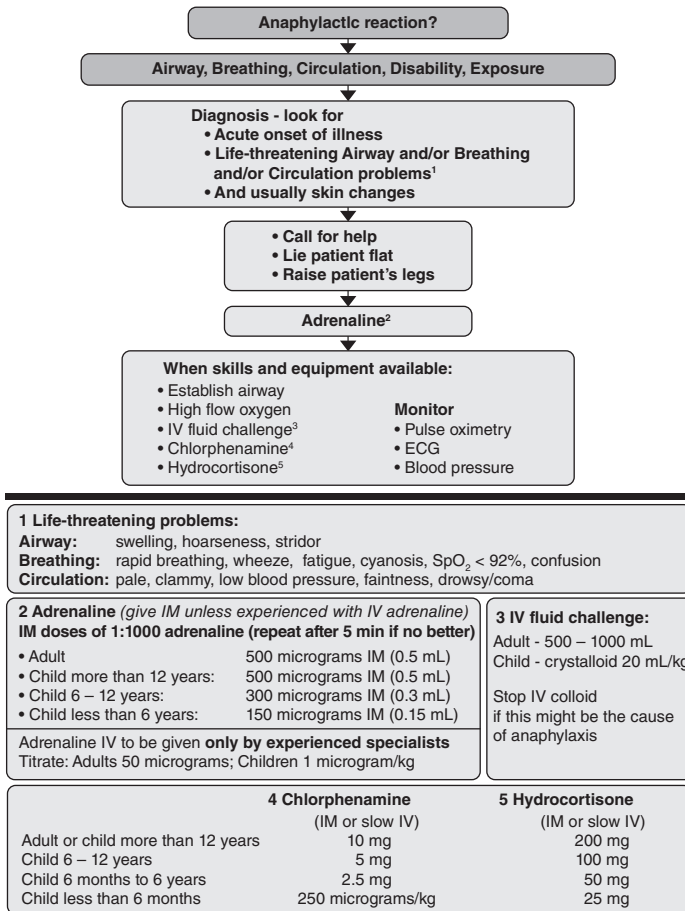 Anaphylactic reaction?
Airway, Breathing, Circulation, Disability, Exposure
Diagnosis - look for
• Acute onset of illness
• Life-threatening Airway and/or Breathing
and/or Circulation problems¹
• And usually skin changes
• Call for help
• Lie patient flat
• Raise patient's legs
Adrenaline²
When skills and equipment available:
• Establish airway
• High flow oxygen
• IV fluid challenge³
• Chlorphenamine⁴
• Hydrocortisone⁵
Monitor
• Pulse oximetry
• ECG
• Blood pressure
1 Life-threatening problems:
Airway: swelling, hoarseness, stridor
Breathing: rapid breathing, wheeze, fatigue, cyanosis, SpO₂ < 92%, confusion
Circulation: pale, clammy, low blood pressure, faintness, drowsy/coma
2 Adrenaline (give IM unless experienced with IV adrenaline)
IM doses of 1:1000 adrenaline (repeat after 5 min if no better)
• Adult 500 micrograms IM (0.5 mL)
• Child more than 12 years: 500 micrograms IM (0.5 mL)
• Child 6 – 12 years: 300 micrograms IM (0.3 mL)
• Child less than 6 years: 150 micrograms IM (0.15 mL)
Adrenaline IV to be given only by experienced specialists
Titrate: Adults 50 micrograms; Children 1 microgram/kg
3 IV fluid challenge:
Adult - 500 – 1000 mL
Child - crystalloid 20 mL/kg
Stop IV colloid
if this might be the cause
of anaphylaxis
4 Chlorphenamine 5 Hydrocortisone
(IM or slow IV) (IM or slow IV)
Adult or child more than 12 years 10 mg 200 mg
Child 6 – 12 years 5 mg 100 mg
Child 6 months to 6 years 2.5 mg 50 mg
Child less than 6 months 250 micrograms/kg 25 mg